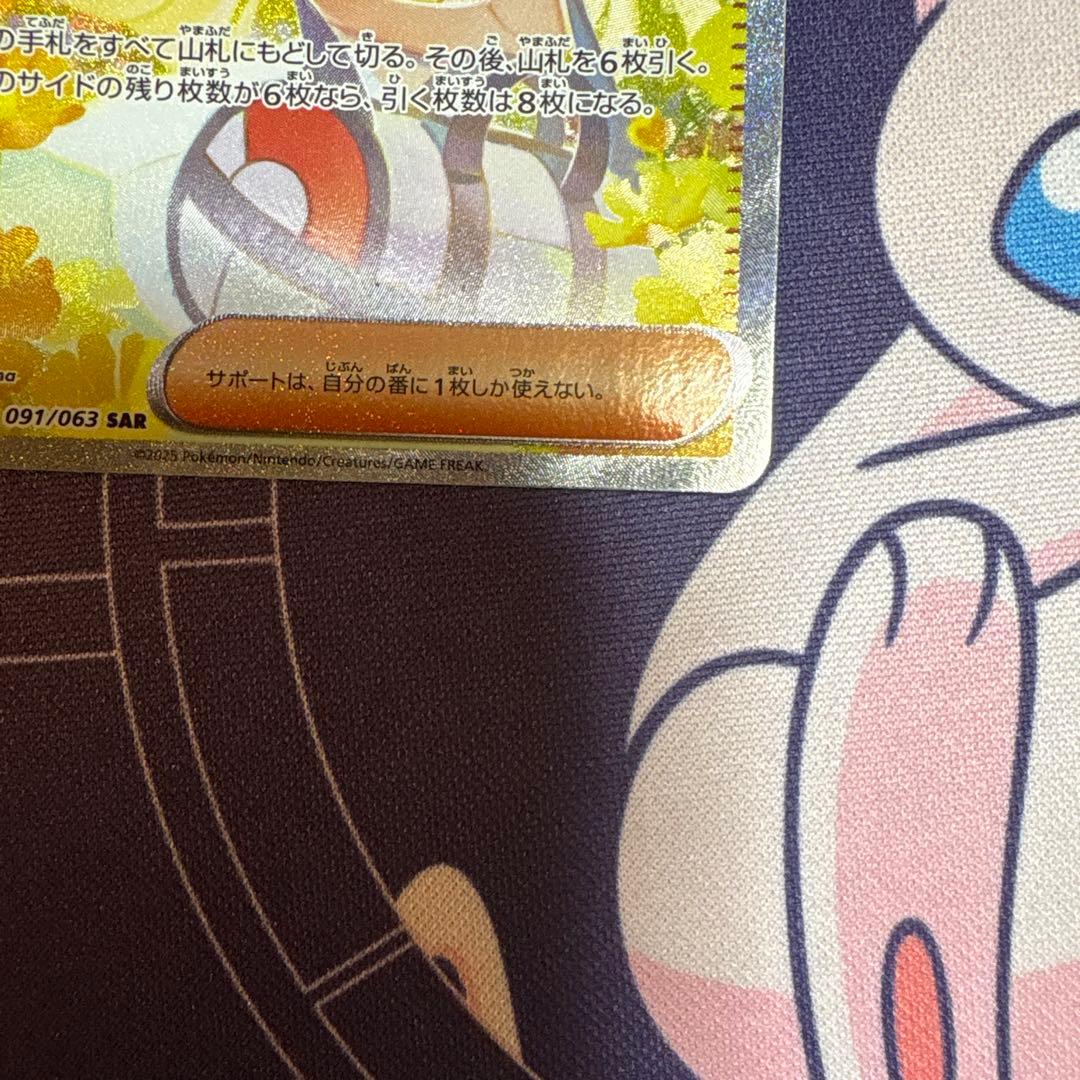 の手札をすべて山札にもどして切る。その後、山札を6枚引く。
のサイドの残り枚数が6枚なら、引く枚数は8枚になる。
サポートは、自分の番に1枚しか使えない。
091/063 SAR
©2025 Pokémon/Nintendo/Creatures/GAME FREAK.